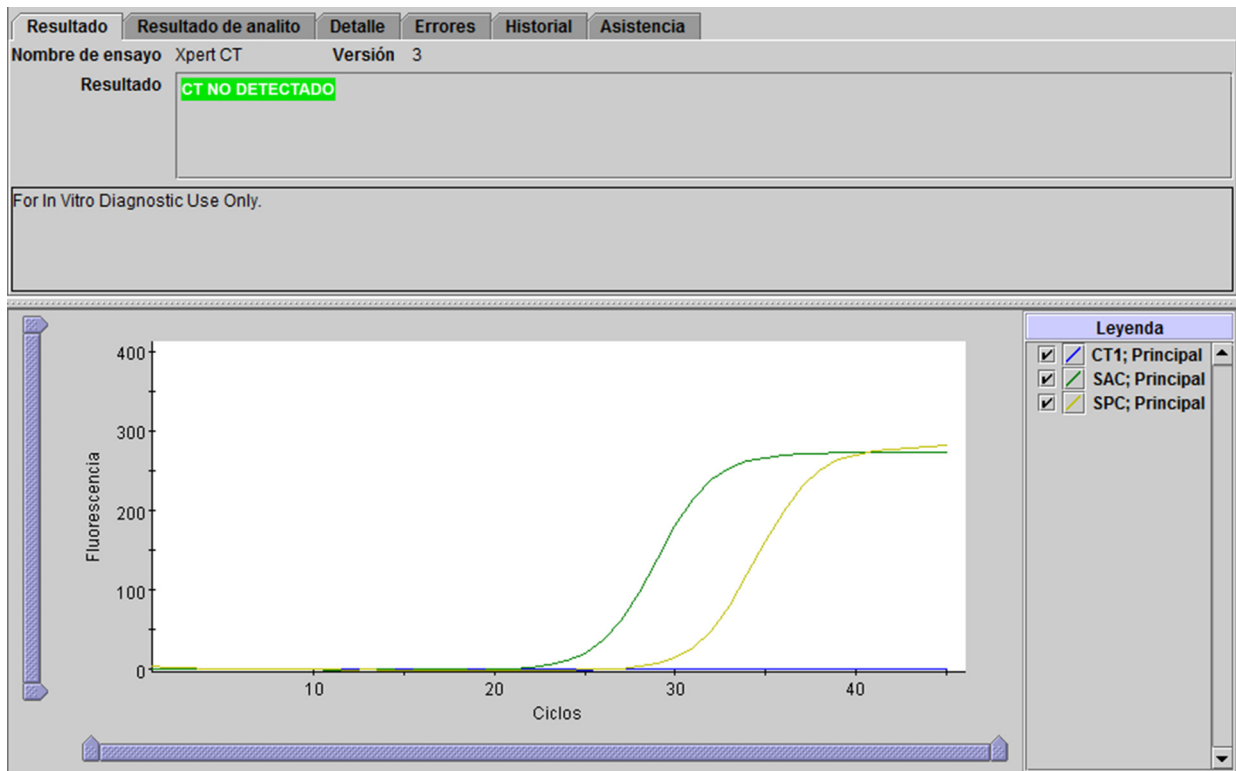 Resultado Resultado de analito Detalle Errores Historial Asistencia
Nombre de ensayo Xpert CT Versión 3
Resultado CT NO DETECTADO
For In Vitro Diagnostic Use Only.
Leyenda
CT1; Principal
SAC; Principal
SPC; Principal
400
300
200
100
0
Fluorescencia
10 20 30 40
Ciclos